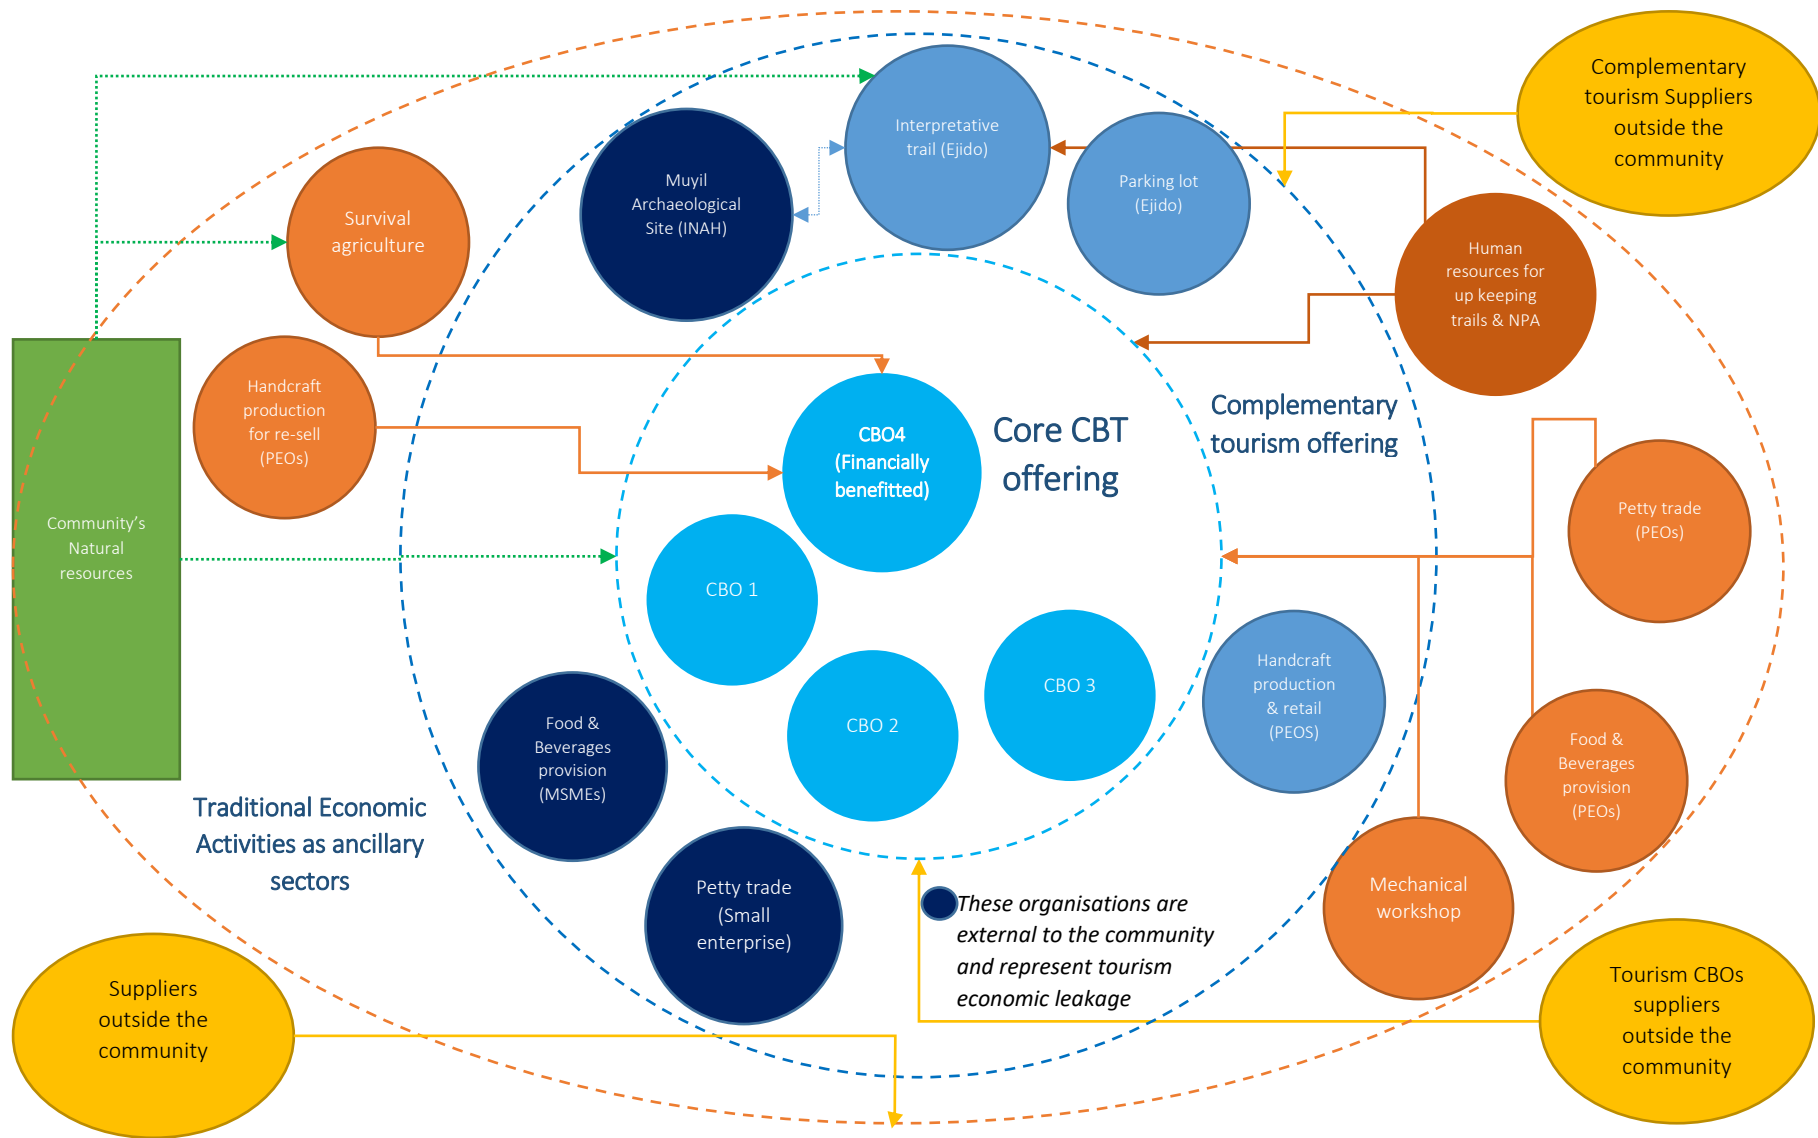 Complementary
tourism Suppliers
outside the
community
Interpretative
trail (Ejido)
Parking lot
(Ejido)
Muyil
Archaeological
Site (INAH)
Survival
agriculture
Human
resources for
up keeping
trails & NPA
Handcraft
production
for re-sell
(PEOs)
CBO4
(Financially
benefitted)
Core CBT
offering
Complementary
tourism offering
Petty trade
(PEOs)
Community's
Natural
resources
CBO 1
CBO 2
CBO 3
Handcraft
production
& retail
(PEOS)
Food &
Beverages
provision
(MSMEs)
Food &
Beverages
provision
(PEOs)
Traditional Economic
Activities as ancillary
sectors
Petty trade
(Small
enterprise)
These organisations are
external to the community
and represent tourism
economic leakage
Mechanical
workshop
Suppliers
outside the
community
Tourism CBOs
suppliers
outside the
community